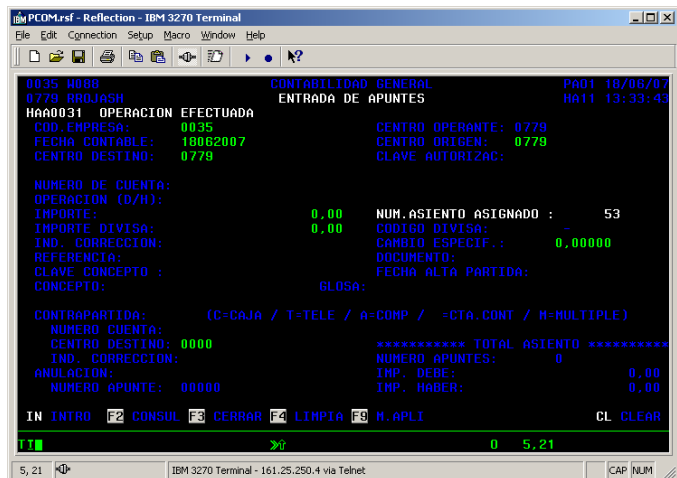 PCOM.rsf - Reflection - IBM 3270 Terminal
File Edit Connection Setup Macro Window Help
0035 W080 CONTABILIDAD GENERAL PA01 18/06/07
0778 RROJASH ENTRADA DE APUNTES HA11 13:33:43
HAA0031 OPERACION EFECTUADA
COD.EMPRESA: 0035 CENTRO OPERANTE: 0779
FECHA CONTABLE: 18062007 CENTRO ORIGEN: 0779
CENTRO DESTINO: 0779 CLAVE AUTORIZAC:
NUMERO DE CUENTA:
OPERACION (D/H):
IMPORTE: 0,00 NUM.ASIENTO ASIGNADO : 53
IMPORTE DIVISA: 0,00 CODIGO DIVISA: -
IND. CORRECCION: CAMBIO ESPECIF.: 0,00000
REFERENCIA: DOCUMENTO:
CLAVE CONCEPTO : FECHA ALTA PARTIDA:
CONCEPTO: GLOSA:
CONTRAPARTIDA: (C=CAJA / T=TELE / A=COMP / =CTA.CONT / M=MULTIPLE)
NUMERO CUENTA:
CENTRO DESTINO: 0000 *********** TOTAL ASIENTO **********
IND. CORRECCION: NUMERO APUNTES: 0
ANULACION: IMP. DEBE: 0,00
NUMERO APUNTE: 00000 IMP. HABER: 0,00
IN INTRO F2 CONSUL F3 CERRAR F4 LIMPIA F9 M.APLI CL CLEAR
TI 0 5,21
5, 21 IBM 3270 Terminal - 161.25.250.4 via Telnet CAP NUM